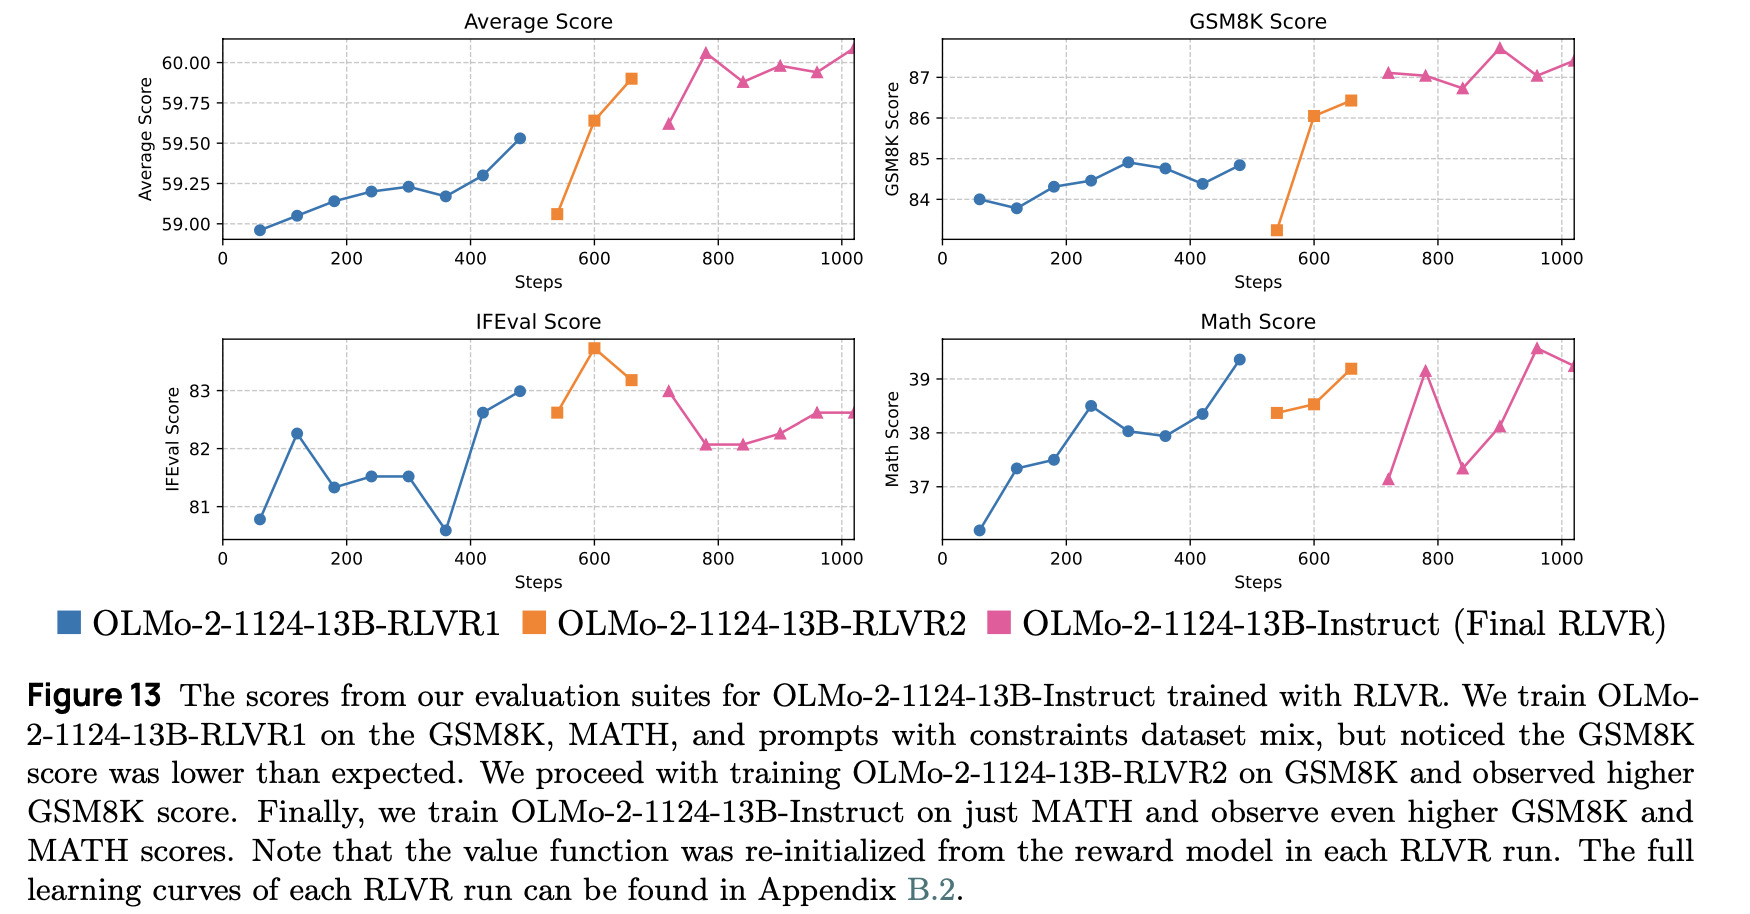 Average Score
Average Score
60.00
59.75
59.50
59.25
59.00
0 200 400 600 800 1000
Steps
GSM8K Score
GSM8K Score
87
86
85
84
0 200 400 600 800 1000
Steps
IFEval Score
IFEval Score
83
82
81
0 200 400 600 800 1000
Steps
Math Score
Math Score
39
38
37
0 200 400 600 800 1000
Steps
OLMo-2-1124-13B-RLVR1 OLMo-2-1124-13B-RLVR2 OLMo-2-1124-13B-Instruct (Final RLVR)
Figure 13 The scores from our evaluation suites for OLMo-2-1124-13B-Instruct trained with RLVR. We train OLMo-
2-1124-13B-RLVR1 on the GSM8K, MATH, and prompts with constraints dataset mix, but noticed the GSM8K
score was lower than expected. We proceed with training OLMo-2-1124-13B-RLVR2 on GSM8K and observed higher
GSM8K score. Finally, we train OLMo-2-1124-13B-Instruct on just MATH and observe even higher GSM8K and
MATH scores. Note that the value function was re-initialized from the reward model in each RLVR run. The full
learning curves of each RLVR run can be found in Appendix B.2.